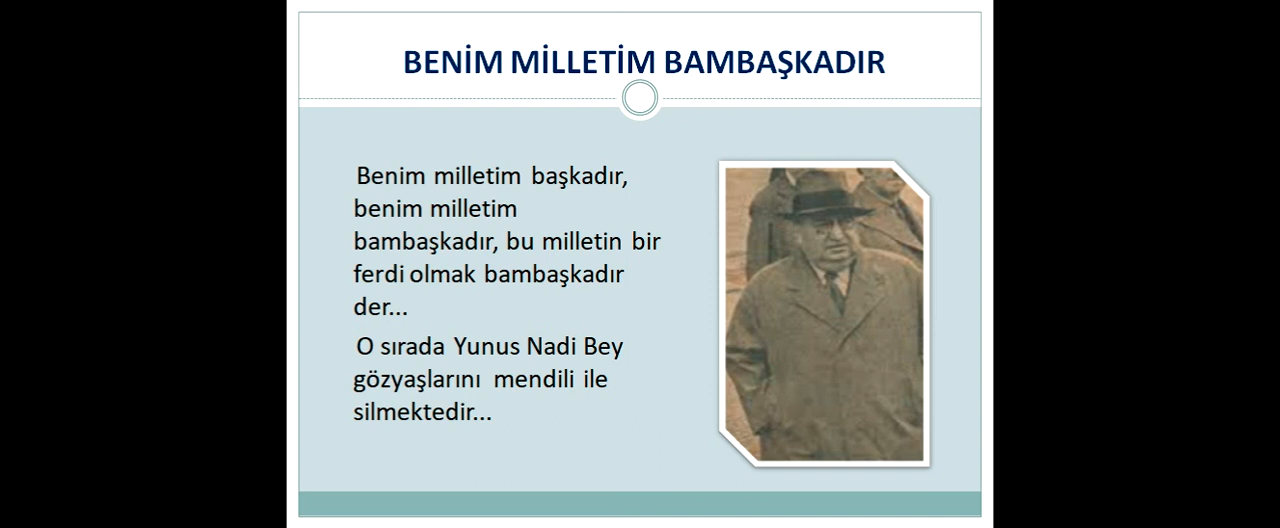 BENİM MİLLETİM BAMBAŞKADIR
Benim milletim başkadır,
benim milletim
bambaşkadır, bu milletin bir
ferdi olmak bambaşkadır
der...
O sırada Yunus Nadi Bey
gözyaşlarını mendili ile
silmektedir...